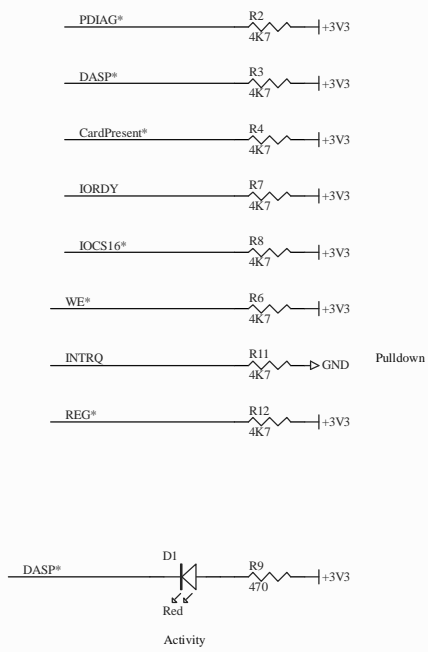 PDIAG* R2 4K7 +3V3
DASP* R3 4K7 +3V3
CardPresent* R4 4K7 +3V3
IORDY R7 4K7 +3V3
IOCS16* R8 4K7 +3V3
WE* R6 4K7 +3V3
INTRQ R11 4K7 GND Pulldown
REG* R12 4K7 +3V3
DASP* D1 Red R9 470 +3V3
Activity